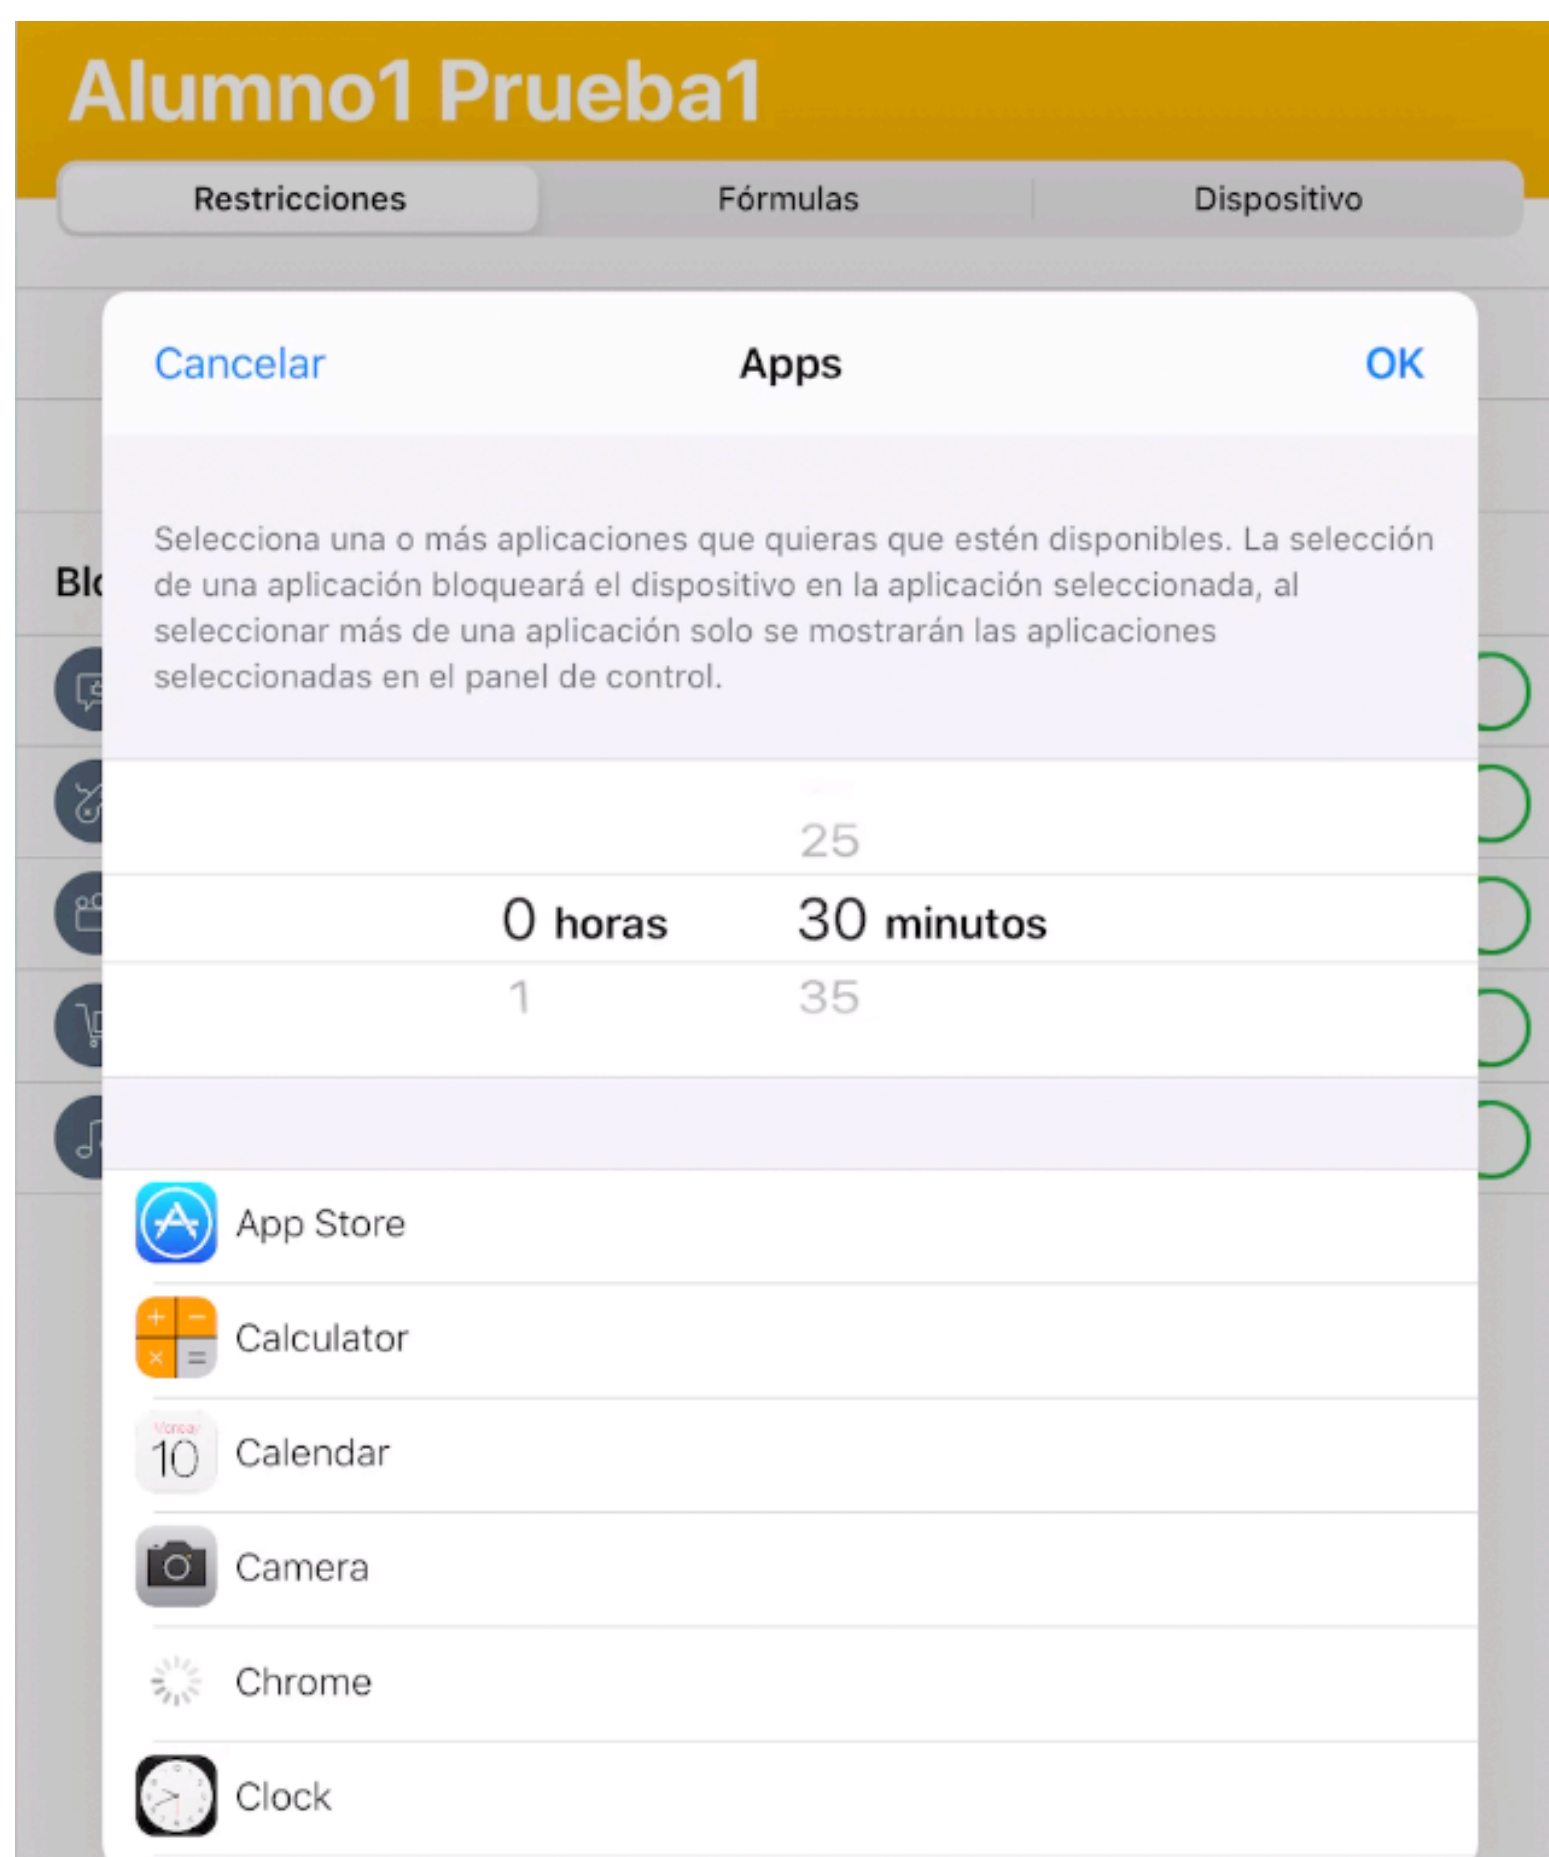 Alumno1 Prueba1
Restricciones Fórmulas Dispositivo
Cancelar Apps OK
Selecciona una o más aplicaciones que quieras que estén disponibles. La selección
de una aplicación bloqueará el dispositivo en la aplicación seleccionada, al
seleccionar más de una aplicación solo se mostrarán las aplicaciones
seleccionadas en el panel de control.
25
0 horas 30 minutos
1 35
App Store
Calculator
Monday
10
Calendar
Camera
Chrome
Clock